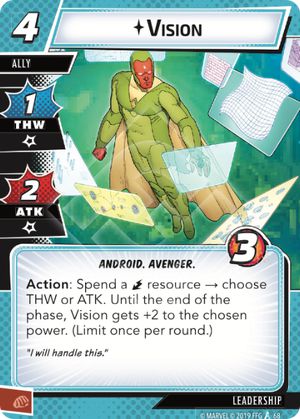 4
Vision
ALLY
1
THW
2
ATK
3
ANDROID. AVENGER.
Action: Spend a resource → choose
THW or ATK. Until the end of the
phase, Vision gets +2 to the chosen
power. (Limit once per round.)
"I will handle this."
LEADERSHIP
© MARVEL © 2019 FFG A 68